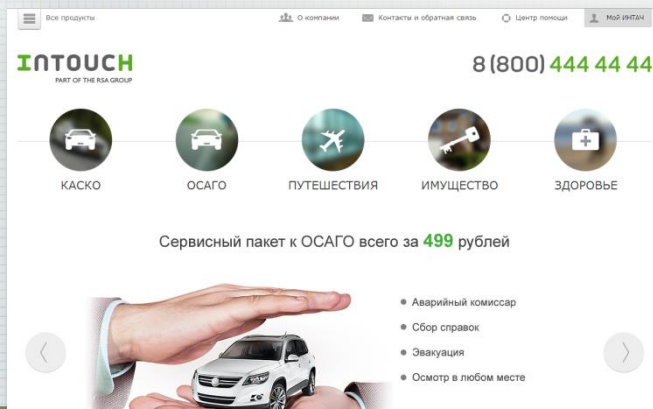 Все продукты
О компании
Контакты и обратная связь
Центр помощи
Мой ИНТАЧ
INTOUCH
PART OF THE RSA GROUP
8 (800) 444 44 44
КАСКО
ОСАГО
ПУТЕШЕСТВИЯ
ИМУЩЕСТВО
ЗДОРОВЬЕ
Сервисный пакет к ОСАГО всего за 499 рублей
Аварийный комиссар
Сбор справок
Эвакуация
Осмотр в любом месте